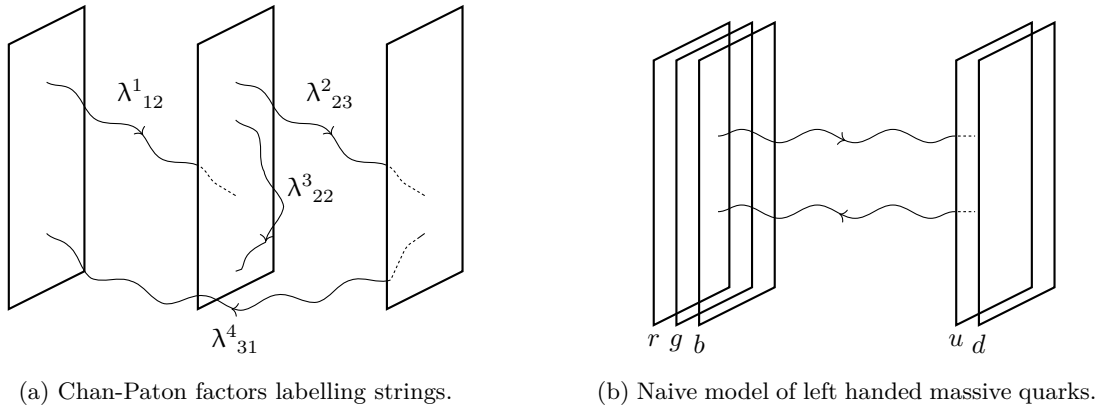 λ¹₁₂ λ²₂₃
λ³₂₂
λ⁴₃₁
r g b u d
(a) Chan-Paton factors labelling strings.
(b) Naive model of left handed massive quarks.